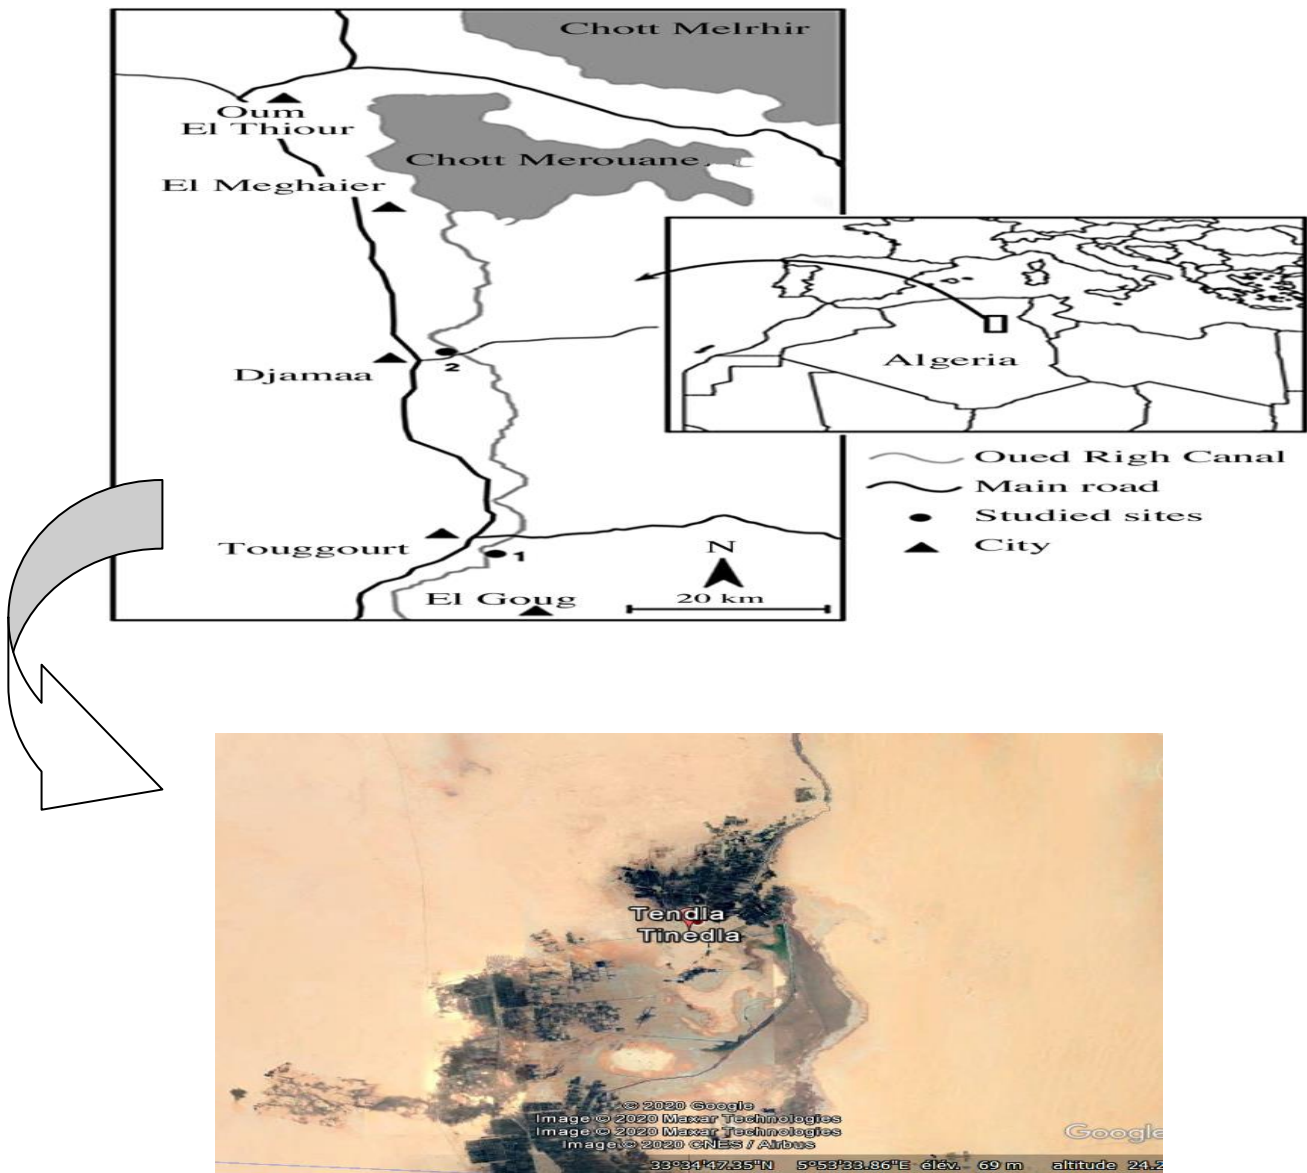 Chott Melrhir
Oum
El Thiour
Chott Merouane
El Meghaier
Algeria
2
Djamaa
Oued Righ Canal
Main road
Studied sites
City
Touggourt
1
N
El Goug
20 km
Tendla
Tinedla
© 2020 Google
Image © 2020 Maxar Technologies
Image © 2020 Maxar Technologies
Image © 2020 CNES / Airbus
Google
33°34'47.35"N 5°53'33.86"E élév. 69 m altitude 24.2